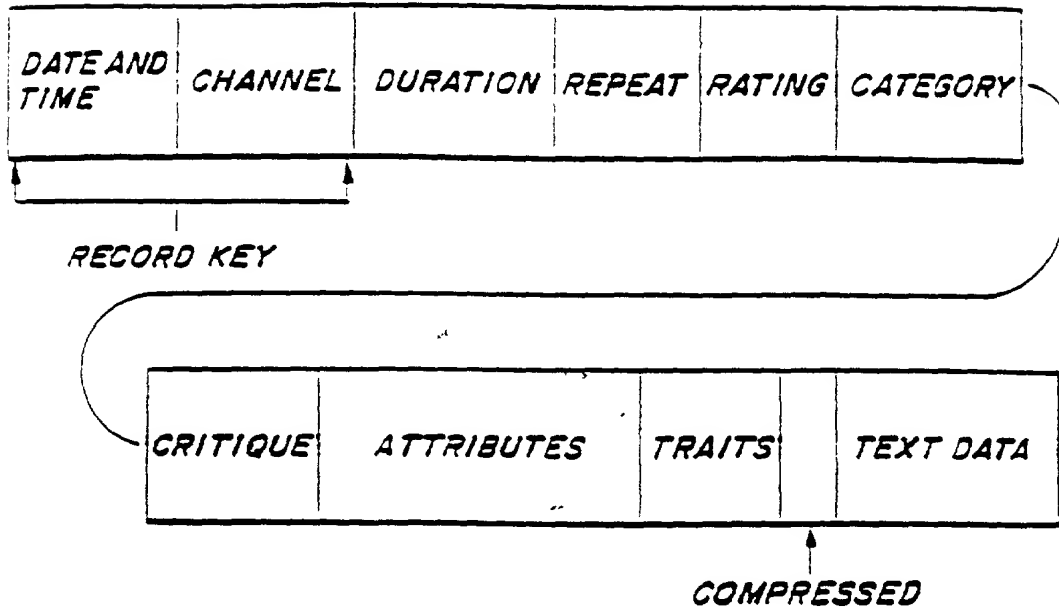 DATE AND
TIME
CHANNEL
DURATION
REPEAT
RATING
CATEGORY
RECORD KEY
CRITIQUE
ATTRIBUTES
TRAITS
TEXT DATA
COMPRESSED